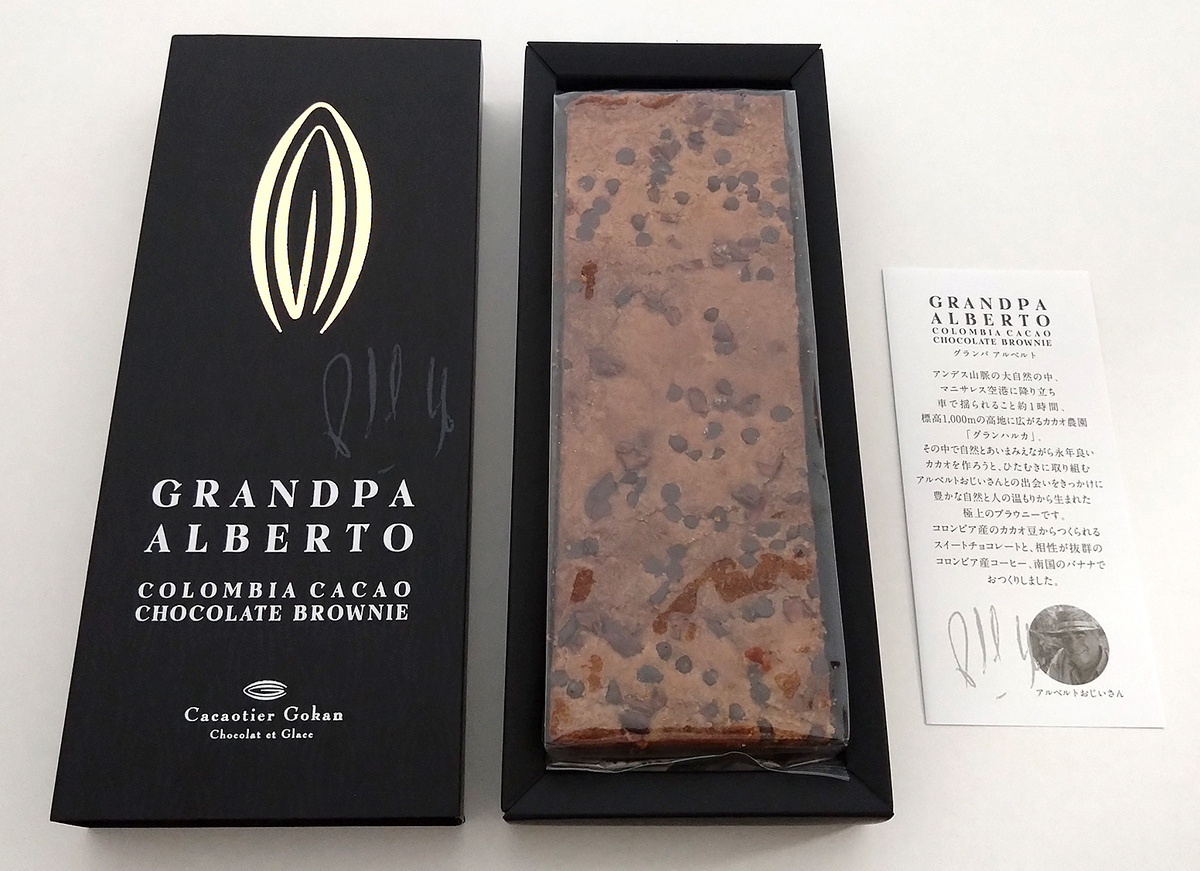 GRANDPA
ALBERTO
COLOMBIA CACAO
CHOCOLATE BROWNIE
Cacaotier Gokan
Chocolat et Glace
GRANDPA
ALBERTO
COLOMBIA CACAO
CHOCOLATE BROWNIE
グランパ アルベルト
アンデス山脈の大自然の中、
マニサレス空港に降り立ち
車で揺られること約1時間、
標高1,000mの高地に広がるカカオ農園
「グランハルカ」、
その中で自然とあいまみえながら永年良い
カカオを作ろうと、ひたむきに取り組む
アルベルトおじいさんとの出会いをきっかけに
豊かな自然と人の温もりから生まれた
極上のブラウニーです。
コロンビア産のカカオ豆からつくられる
スイートチョコレートと、相性が抜群の
コロンビア産コーヒー、南国のバナナで
おつくりしました。
アルベルトおじいさん